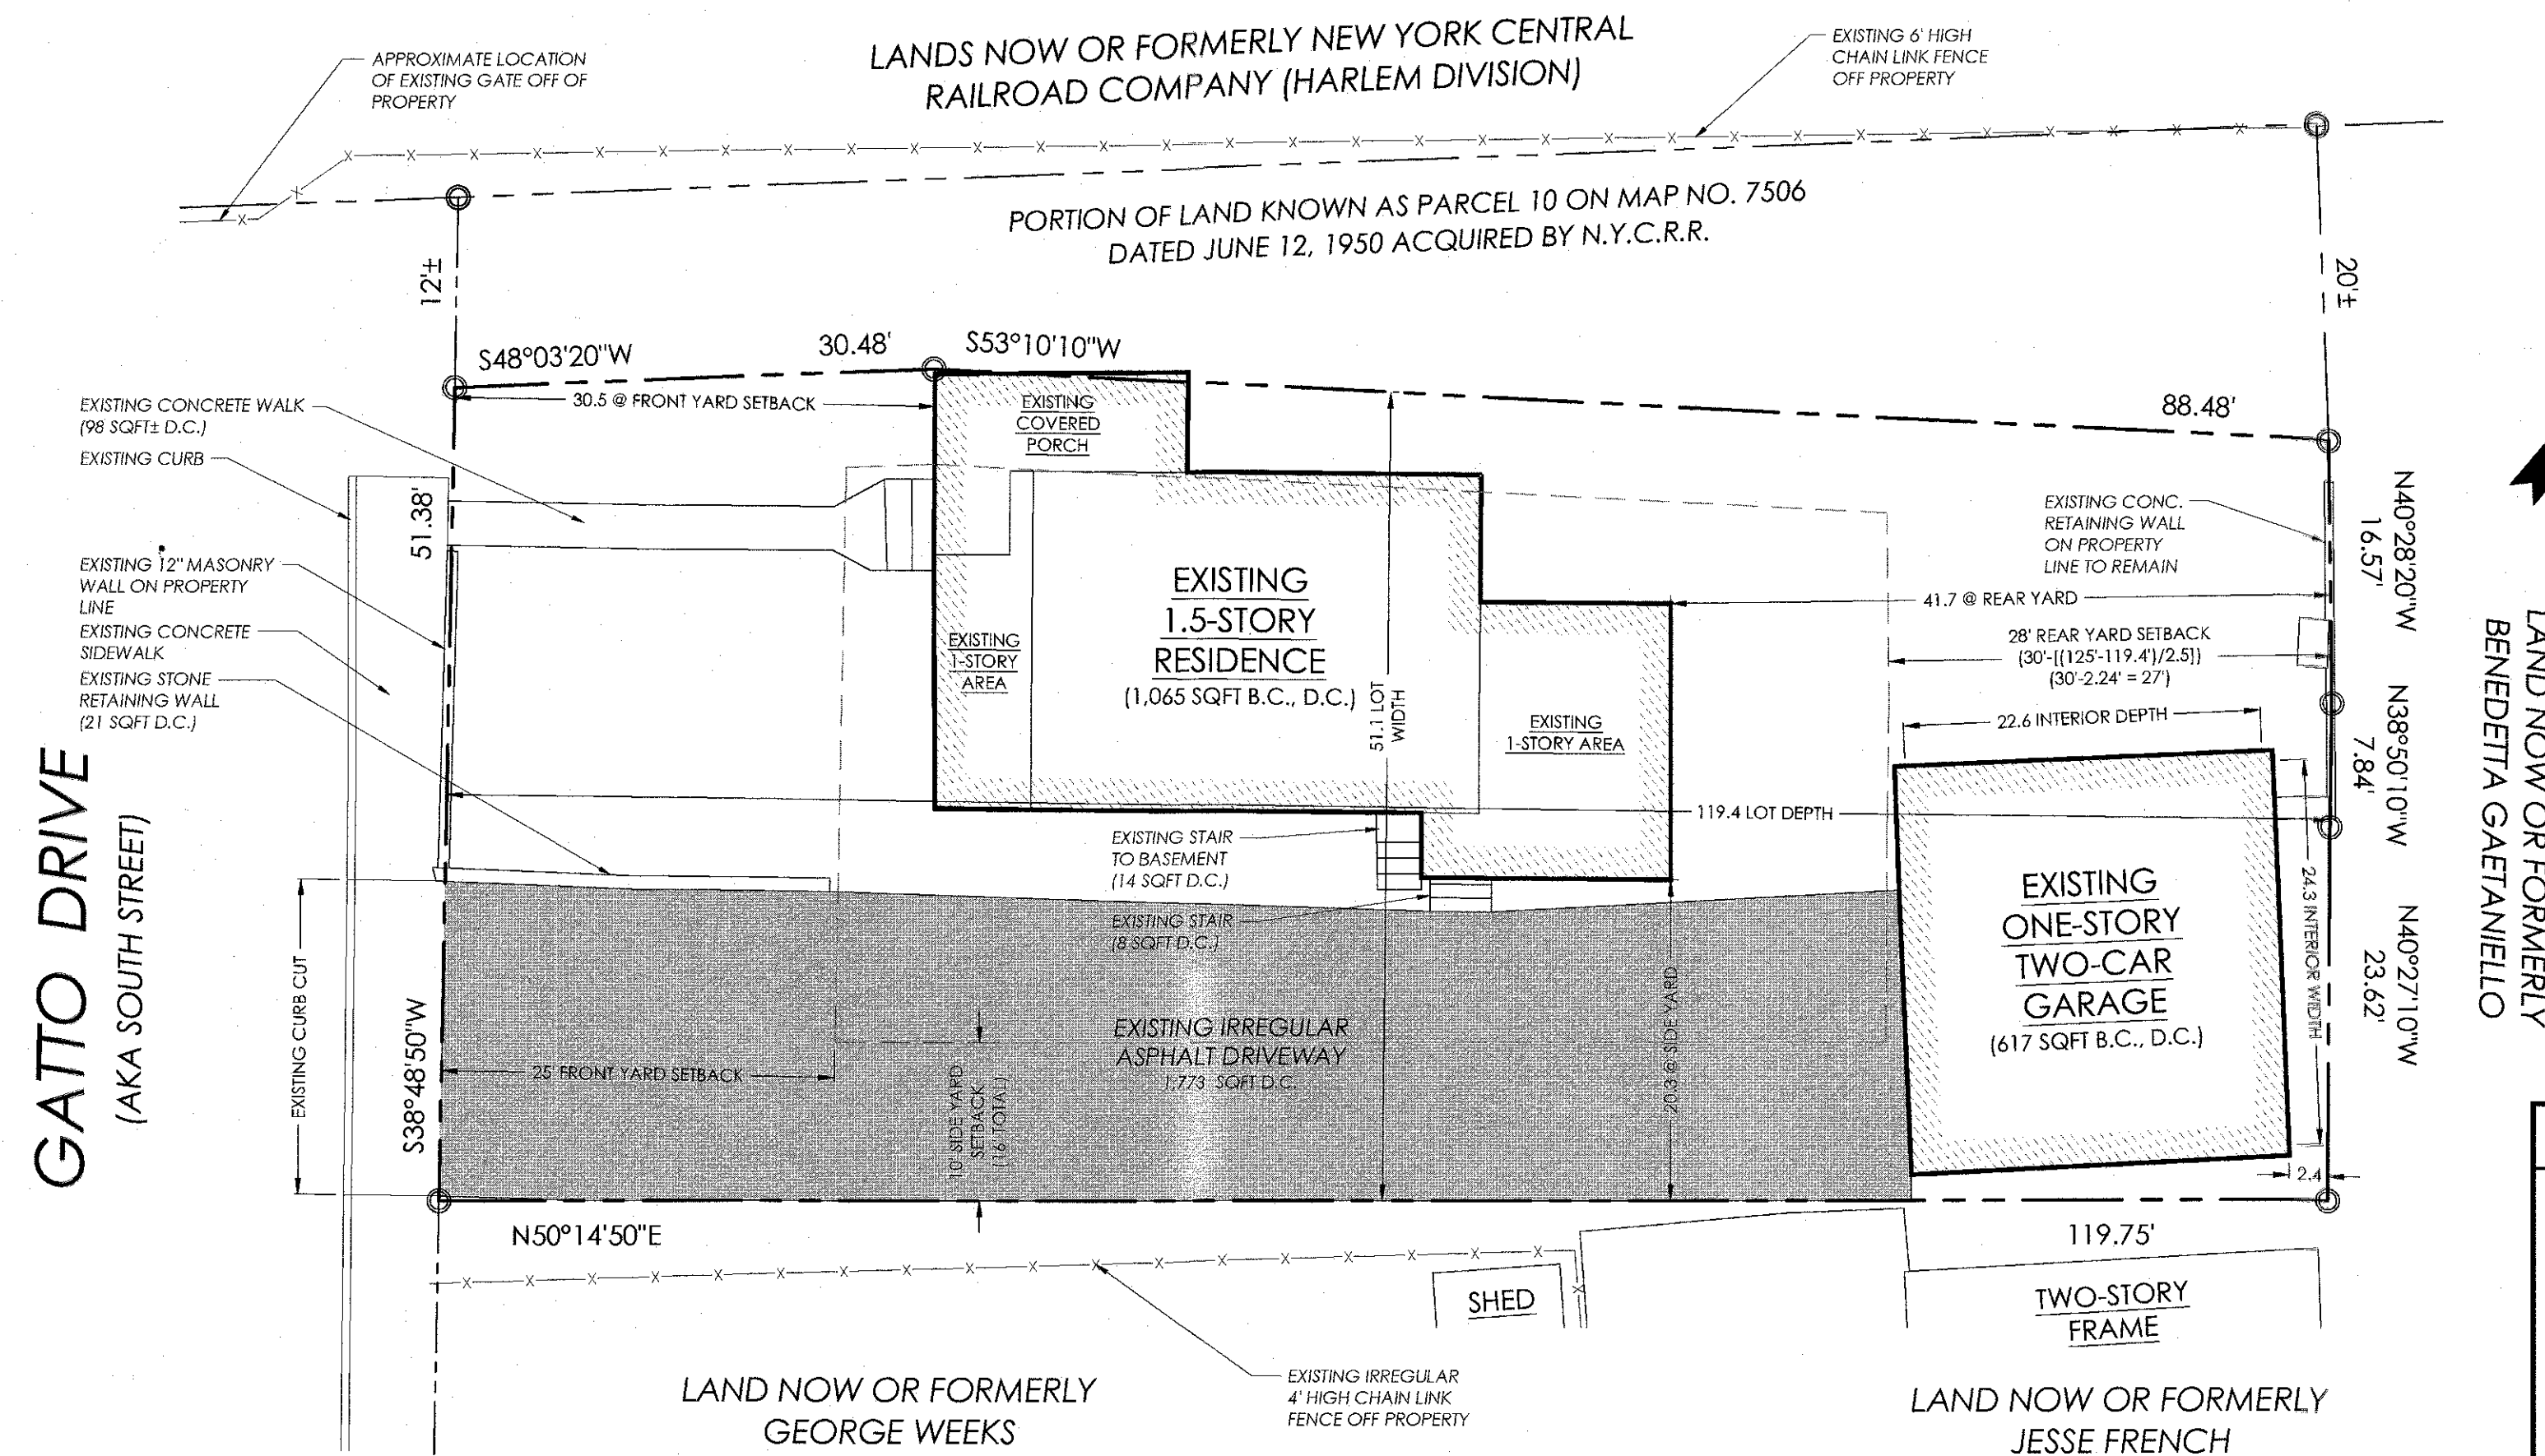 LANDS NOW OR FORMERLY NEW YORK CENTRAL
RAILROAD COMPANY (HARLEM DIVISION)
APPROXIMATE LOCATION
OF EXISTING GATE OFF OF
PROPERTY
EXISTING 6' HIGH
CHAIN LINK FENCE
OFF PROPERTY
PORTION OF LAND KNOWN AS PARCEL 10 ON MAP NO. 7506
DATED JUNE 12, 1950 ACQUIRED BY N.Y.C.R.R.
12'±
20'±
S48°03'20"W
30.48'
S53°10'10"W
88.48'
30.5 @ FRONT YARD SETBACK
EXISTING CONCRETE WALK
(98 SQFT± D.C.)
EXISTING CURB
EXISTING 12" MASONRY
WALL ON PROPERTY
LINE
EXISTING CONCRETE
SIDEWALK
EXISTING STONE
RETAINING WALL
(21 SQFT D.C.)
51.38'
EXISTING
COVERED
PORCH
EXISTING
1.5-STORY
RESIDENCE
(1,065 SQFT B.C., D.C.)
EXISTING
1-STORY
AREA
51.1 LOT
WIDTH
EXISTING
1-STORY AREA
EXISTING CONC.
RETAINING WALL
ON PROPERTY
LINE TO REMAIN
41.7 @ REAR YARD
28' REAR YARD SETBACK
(30'-[(125'-119.4')/2.5])
(30'-2.24' = 27')
22.6 INTERIOR DEPTH
N40°28'20"W
16.57'
N38°50'10"W
7.84'
N40°27'10"W
23.62'
LAND NOW OR FORMERLY
BENEDETTA GAETANIELLO
GATTO DRIVE
(AKA SOUTH STREET)
119.4 LOT DEPTH
EXISTING STAIR
TO BASEMENT
(14 SQFT D.C.)
EXISTING STAIR
(8 SQFT D.C.)
EXISTING
ONE-STORY
TWO-CAR
GARAGE
(617 SQFT B.C., D.C.)
24.3 INTERIOR WIDTH
EXISTING CURB CUT
S38°48'50"W
25' FRONT YARD SETBACK
10' SIDE YARD
SETBACK
(16' TOTAL)
EXISTING IRREGULAR
ASPHALT DRIVEWAY
1,773 SQFT D.C.
20.3 @ SIDE YARD
2.4
N50°14'50"E
119.75'
SHED
TWO-STORY
FRAME
EXISTING IRREGULAR
4' HIGH CHAIN LINK
FENCE OFF PROPERTY
LAND NOW OR FORMERLY
GEORGE WEEKS
LAND NOW OR FORMERLY
JESSE FRENCH